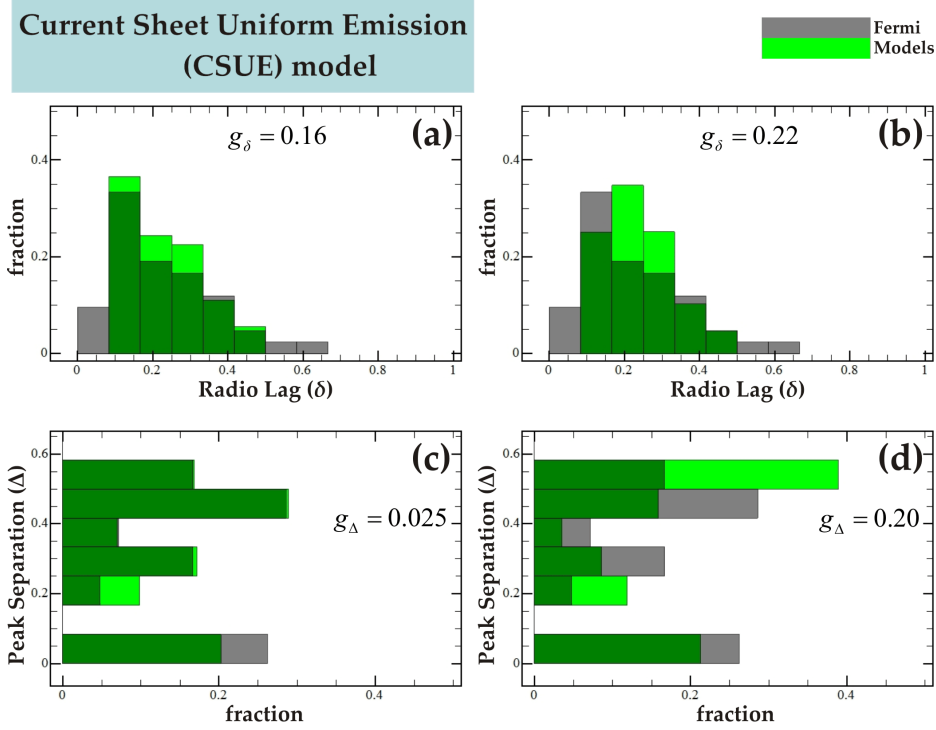 Current Sheet Uniform Emission
(CSUE) model
Fermi
Models
(a)
g_δ = 0.16
fraction
0.4
0.2
0
0 0.2 0.4 0.6 0.8 1
Radio Lag (δ)
(b)
g_δ = 0.22
fraction
0.4
0.2
0
0 0.2 0.4 0.6 0.8 1
Radio Lag (δ)
(c)
g_Δ = 0.025
Peak Separation (Δ)
0.6
0.4
0.2
0
0 0.2 0.4
fraction
(d)
g_Δ = 0.20
Peak Separation (Δ)
0.6
0.4
0.2
0
0 0.2 0.4
fraction